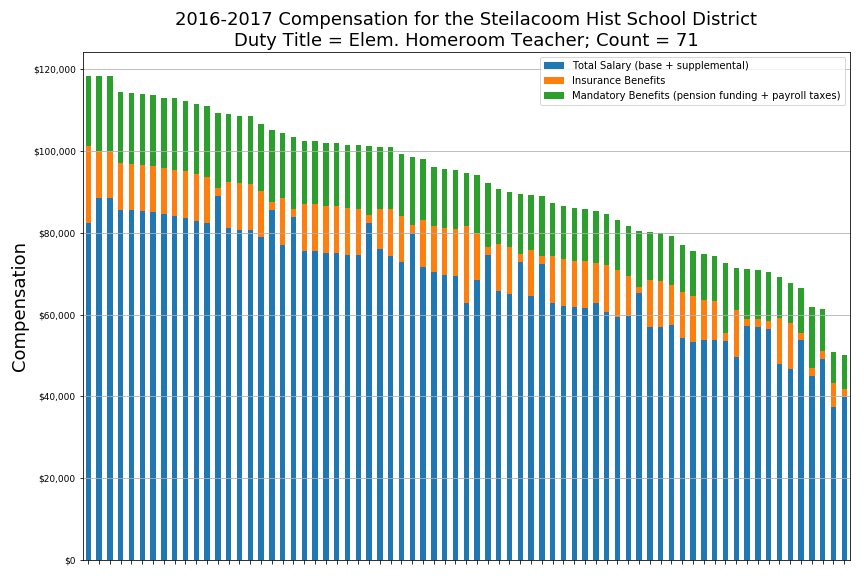 2016-2017 Compensation for the Steilacoom Hist School District
Duty Title = Elem. Homeroom Teacher; Count = 71
Total Salary (base + supplemental)
Insurance Benefits
Mandatory Benefits (pension funding + payroll taxes)
Compensation
$120,000
$100,000
$80,000
$60,000
$40,000
$20,000
$0